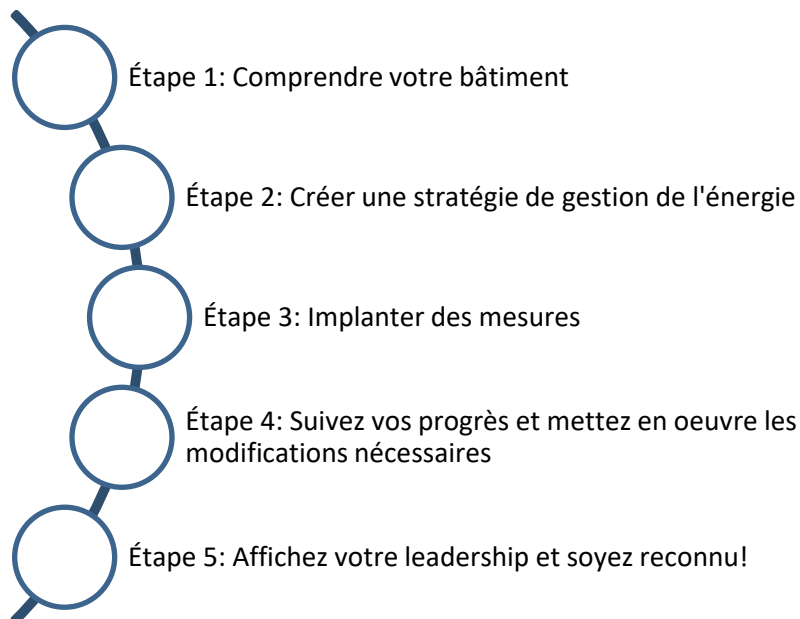 Étape 1: Comprendre votre bâtiment
Étape 2: Créer une stratégie de gestion de l'énergie
Étape 3: Implanter des mesures
Étape 4: Suivez vos progrès et mettez en oeuvre les
modifications nécessaires
Étape 5: Affichez votre leadership et soyez reconnu!